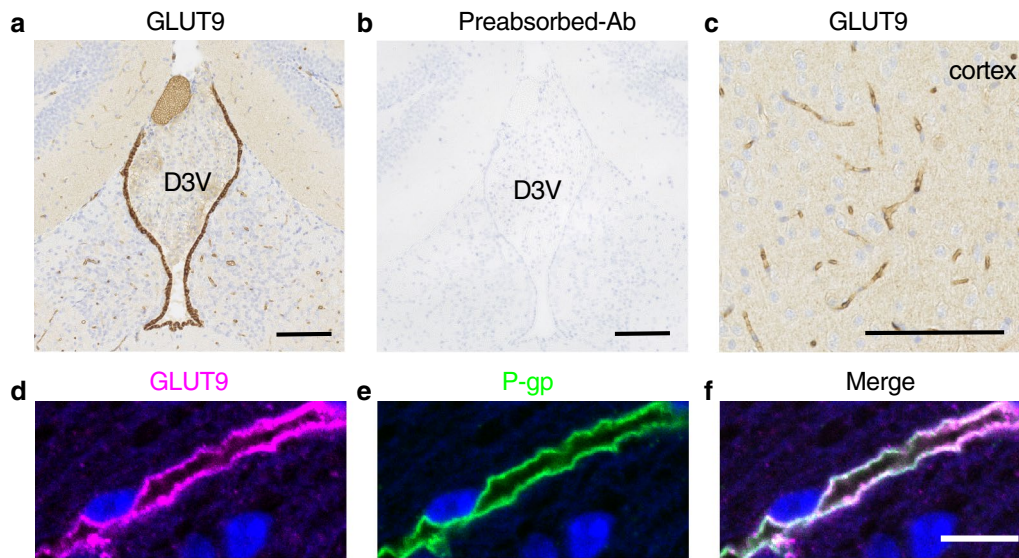 a
GLUT9
b
Preabsorbed-Ab
c
GLUT9
D3V
D3V
cortex
d
GLUT9
e
P-gp
f
Merge